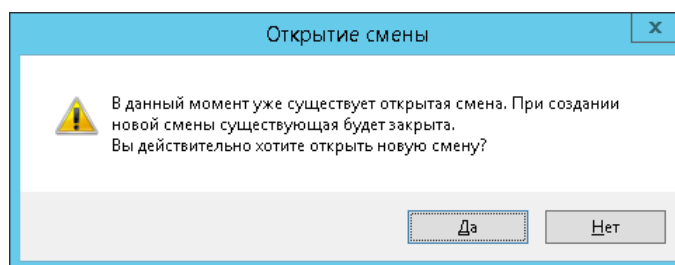 Открытие смены
x
В данный момент уже существует открытая смена. При создании
новой смены существующая будет закрыта.
Вы действительно хотите открыть новую смену?
Да
Нет